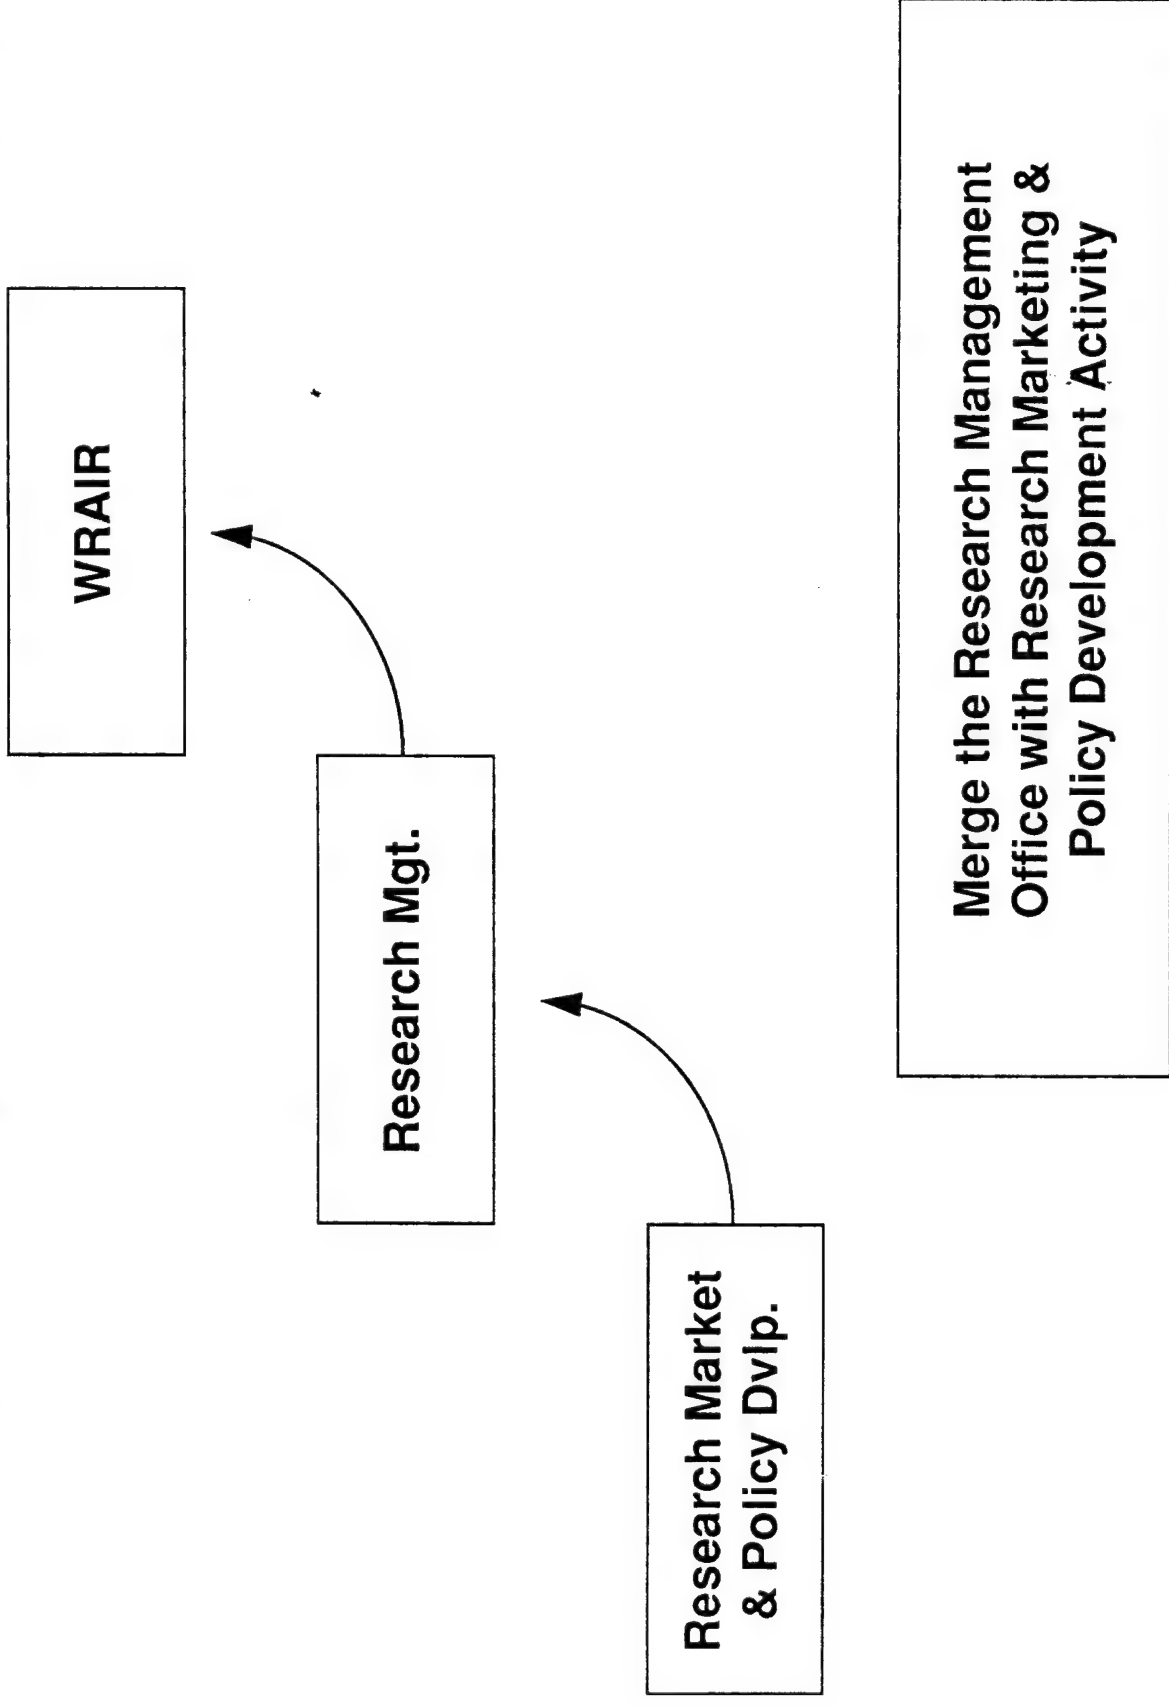 WRAIR
Research Mgt.
Research Market
& Policy Dvlp.
Merge the Research Management
Office with Research Marketing &
Policy Development Activity